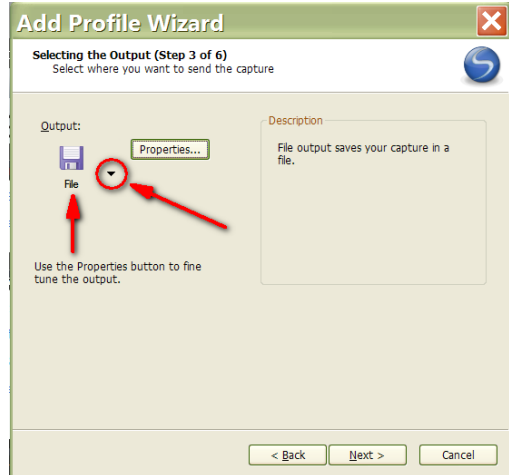 Add Profile Wizard
Selecting the Output (Step 3 of 6)
Select where you want to send the capture
Output:
Properties...
File
Use the Properties button to fine
tune the output.
Description
File output saves your capture in a
file.
< Back
Next >
Cancel